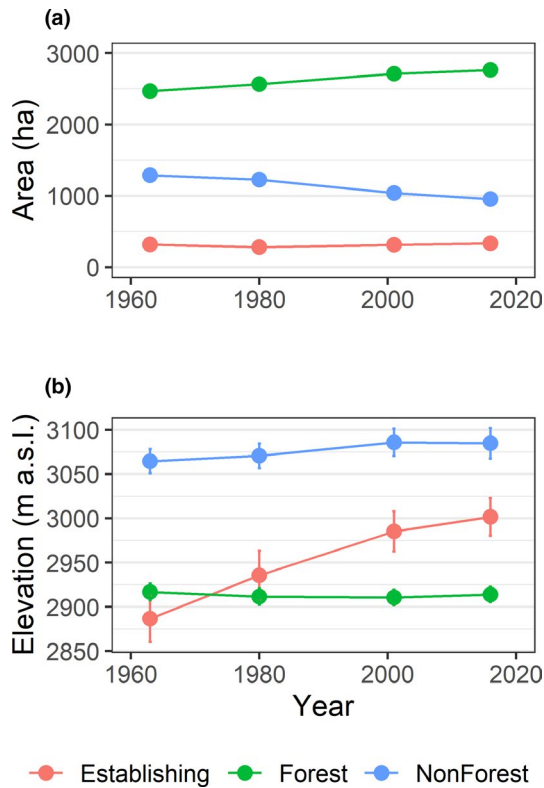 (a)
Area (ha)
3000
2000
1000
0
1960 1980 2000 2020
(b)
Elevation (m a.s.l.)
3100
3050
3000
2950
2900
2850
1960 1980 2000 2020
Year
Establishing Forest NonForest